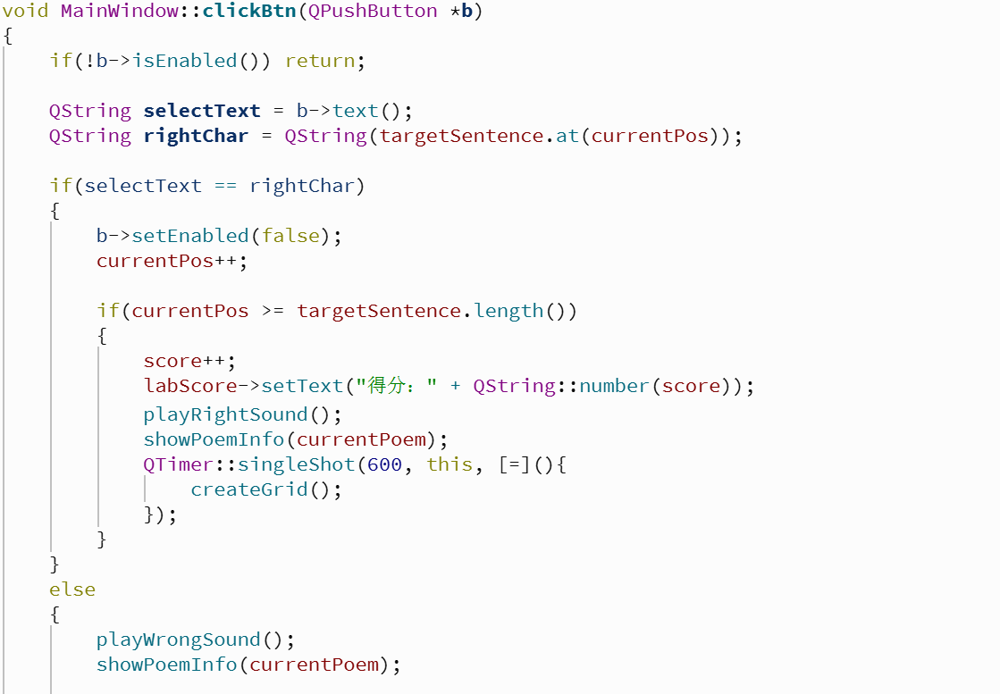 void MainWindow::clickBtn(QPushButton *b)
{
    if(!b->isEnabled()) return;

    QString selectText = b->text();
    QString rightChar = QString(targetSentence.at(currentPos));

    if(selectText == rightChar)
    {
        b->setEnabled(false);
        currentPos++;

        if(currentPos >= targetSentence.length())
        {
            score++;
            labScore->setText("得分：" + QString::number(score));
            playRightSound();
            showPoemInfo(currentPoem);
            QTimer::singleShot(600, this, [=](){
                createGrid();
            });
        }
    }
    else
    {
        playWrongSound();
        showPoemInfo(currentPoem);